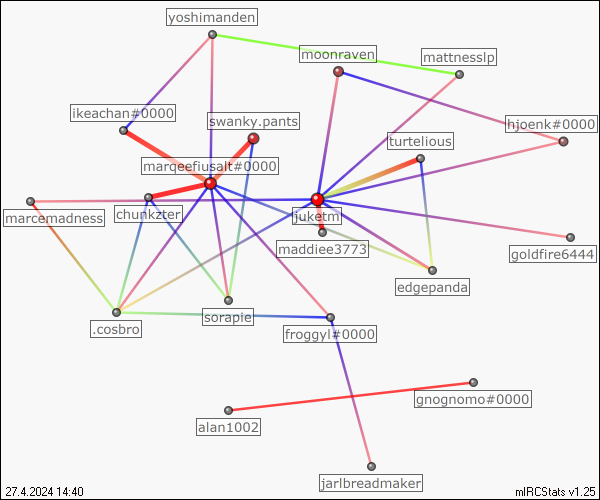 yoshimanden
moonraven
mattnesslp
ikeachan#0000
swanky.pants
hjoenk#0000
turtelious
marqeefiusalt#0000
marcemadness
chunkzter
juketm
maddiee3773
goldfire6444
edgepanda
.cosbro
sorapie
froggyl#0000
gnognomo#0000
alan1002
jarlbreadmaker
27.4.2024 14:40
mIRCStats v1.25